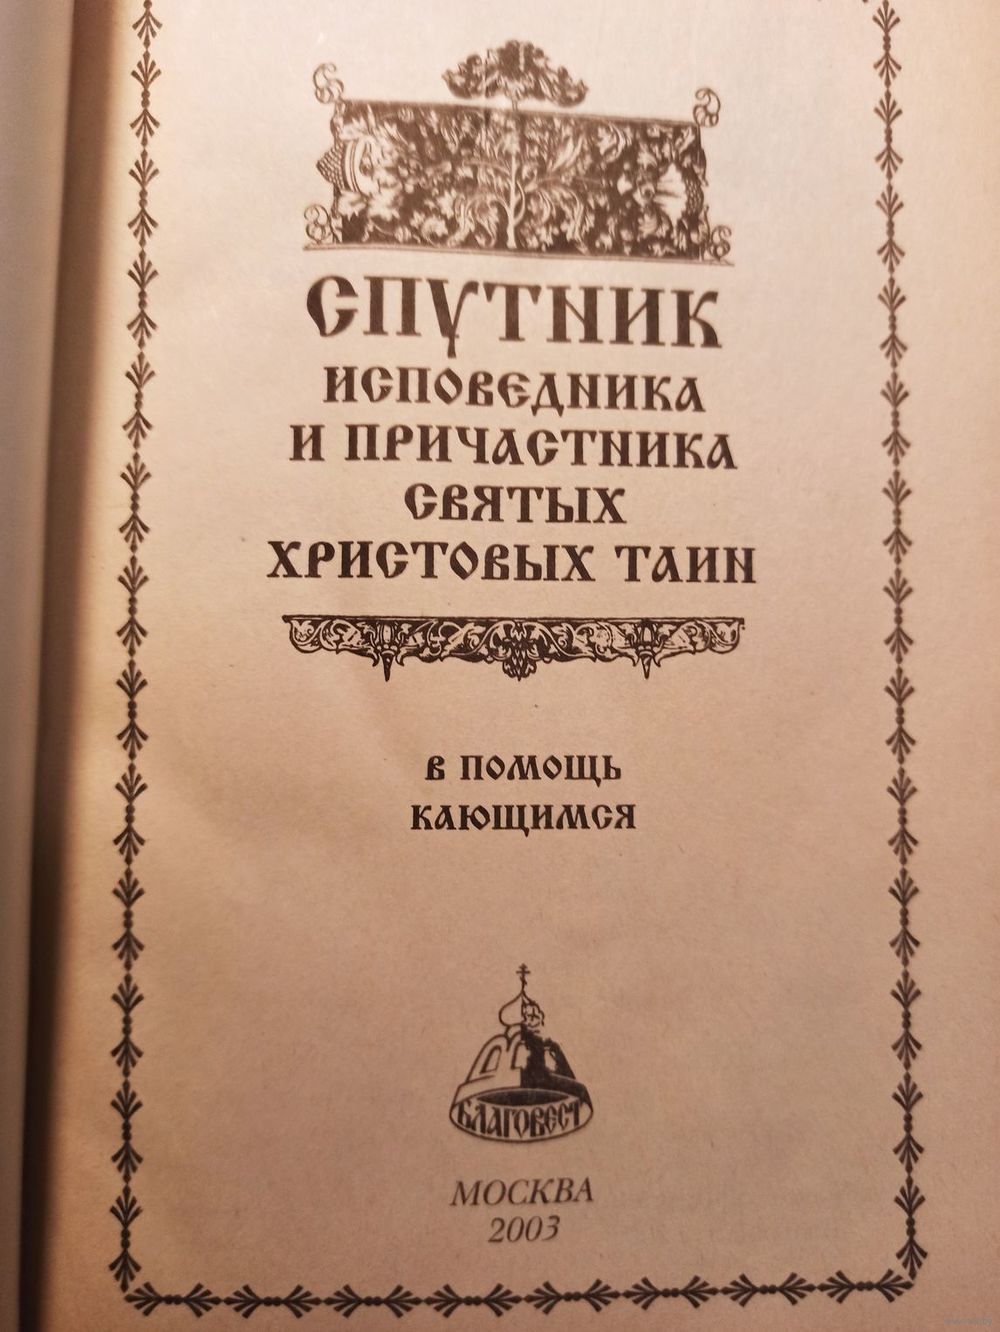 СПУТНИК
ИСПОВЕДНИКА
И ПРИЧАСТНИКА
СВЯТЫХ
ХРИСТОВЫХ ТАИН
В ПОМОЩЬ
КАЮЩИМСЯ
БЛАГОВЕСТ
МОСКВА
2003